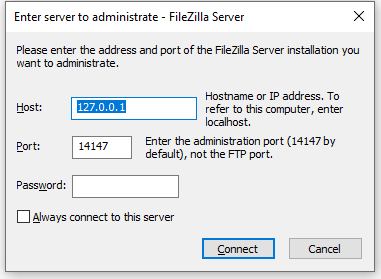 Enter server to administrate - FileZilla Server
Please enter the address and port of the FileZilla Server installation you
want to administrate.
Host:
127.0.0.1
Hostname or IP address. To
refer to this computer, enter
localhost.
Port:
14147
Enter the administration port (14147 by
default), not the FTP port.
Password:
Always connect to this server
Connect
Cancel